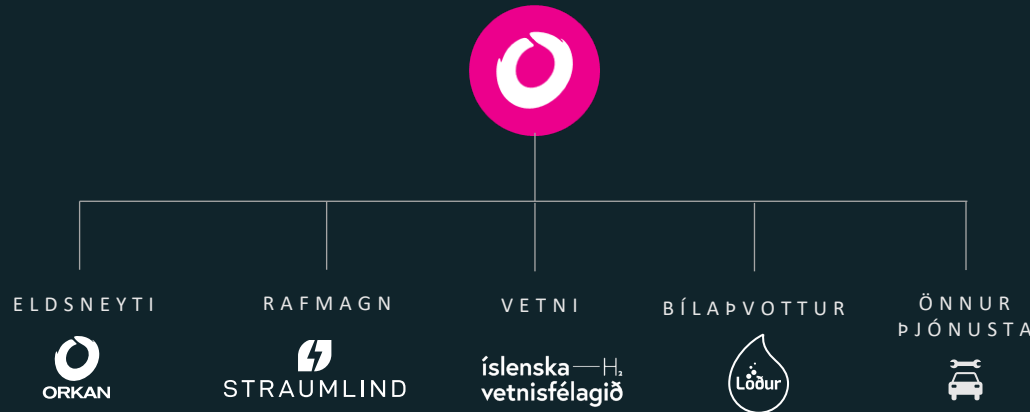 ELDSNEYTI
ORKAN
RAFMAGN
STRAUMLIND
VETNI
íslenska — H₂
vetnisfélagið
BÍLAÞVOTTUR
Löður
ÖNNUR
ÞJÓNUSTA